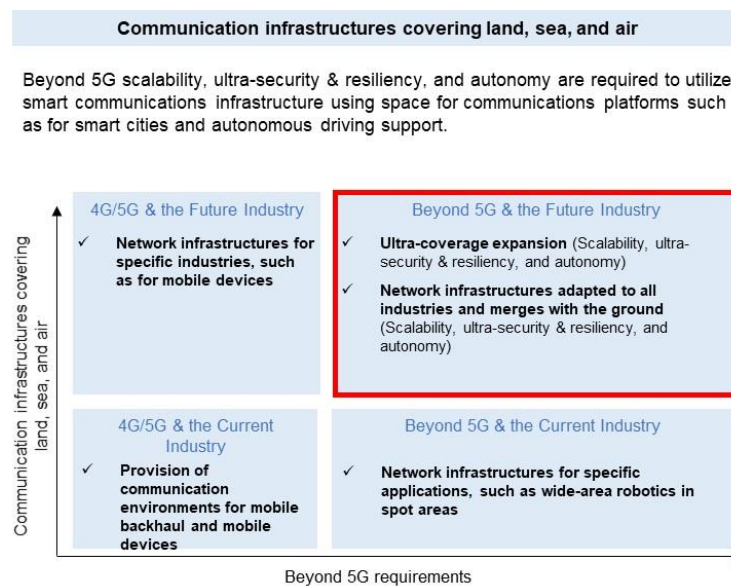 Communication infrastructures covering land, sea, and air
Beyond 5G scalability, ultra-security & resiliency, and autonomy are required to utilize
smart communications infrastructure using space for communications platforms such
as for smart cities and autonomous driving support.
4G/5G & the Future Industry
✓ Network infrastructures for
specific industries, such
as for mobile devices
Beyond 5G & the Future Industry
✓ Ultra-coverage expansion (Scalability, ultra-
security & resiliency, and autonomy)
✓ Network infrastructures adapted to all
industries and merges with the ground
(Scalability, ultra-security & resiliency, and
autonomy)
Communication infrastructures covering
land, sea, and air
4G/5G & the Current
Industry
✓ Provision of
communication
environments for mobile
backhaul and mobile
devices
Beyond 5G & the Current Industry
✓ Network infrastructures for specific
applications, such as wide-area robotics in
spot areas
Beyond 5G requirements